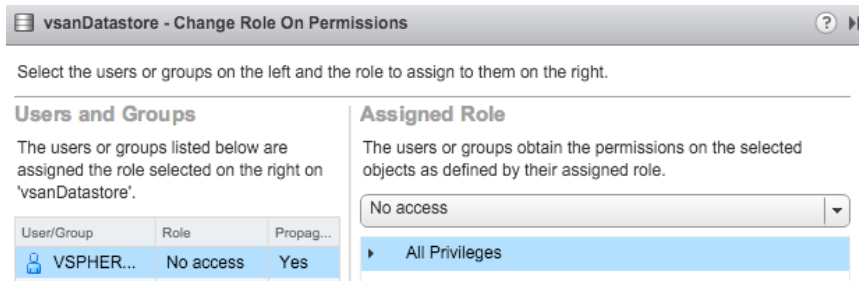 vsanDatastore - Change Role On Permissions
?
Select the users or groups on the left and the role to assign to them on the right.
Users and Groups
The users or groups listed below are
assigned the role selected on the right on
'vsanDatastore'.
User/Group Role Propag...
VSPHER... No access Yes
Assigned Role
The users or groups obtain the permissions on the selected
objects as defined by their assigned role.
No access
All Privileges